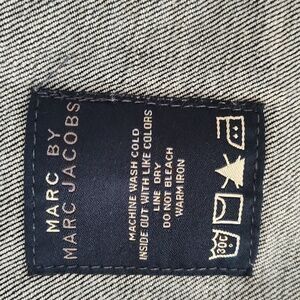 MARC BY
MARC JACOBS
MACHINE WASH COLD
INSIDE OUT WITH LIKE COLORS
LINE DRY
DO NOT BLEACH
WARM IRON
30C